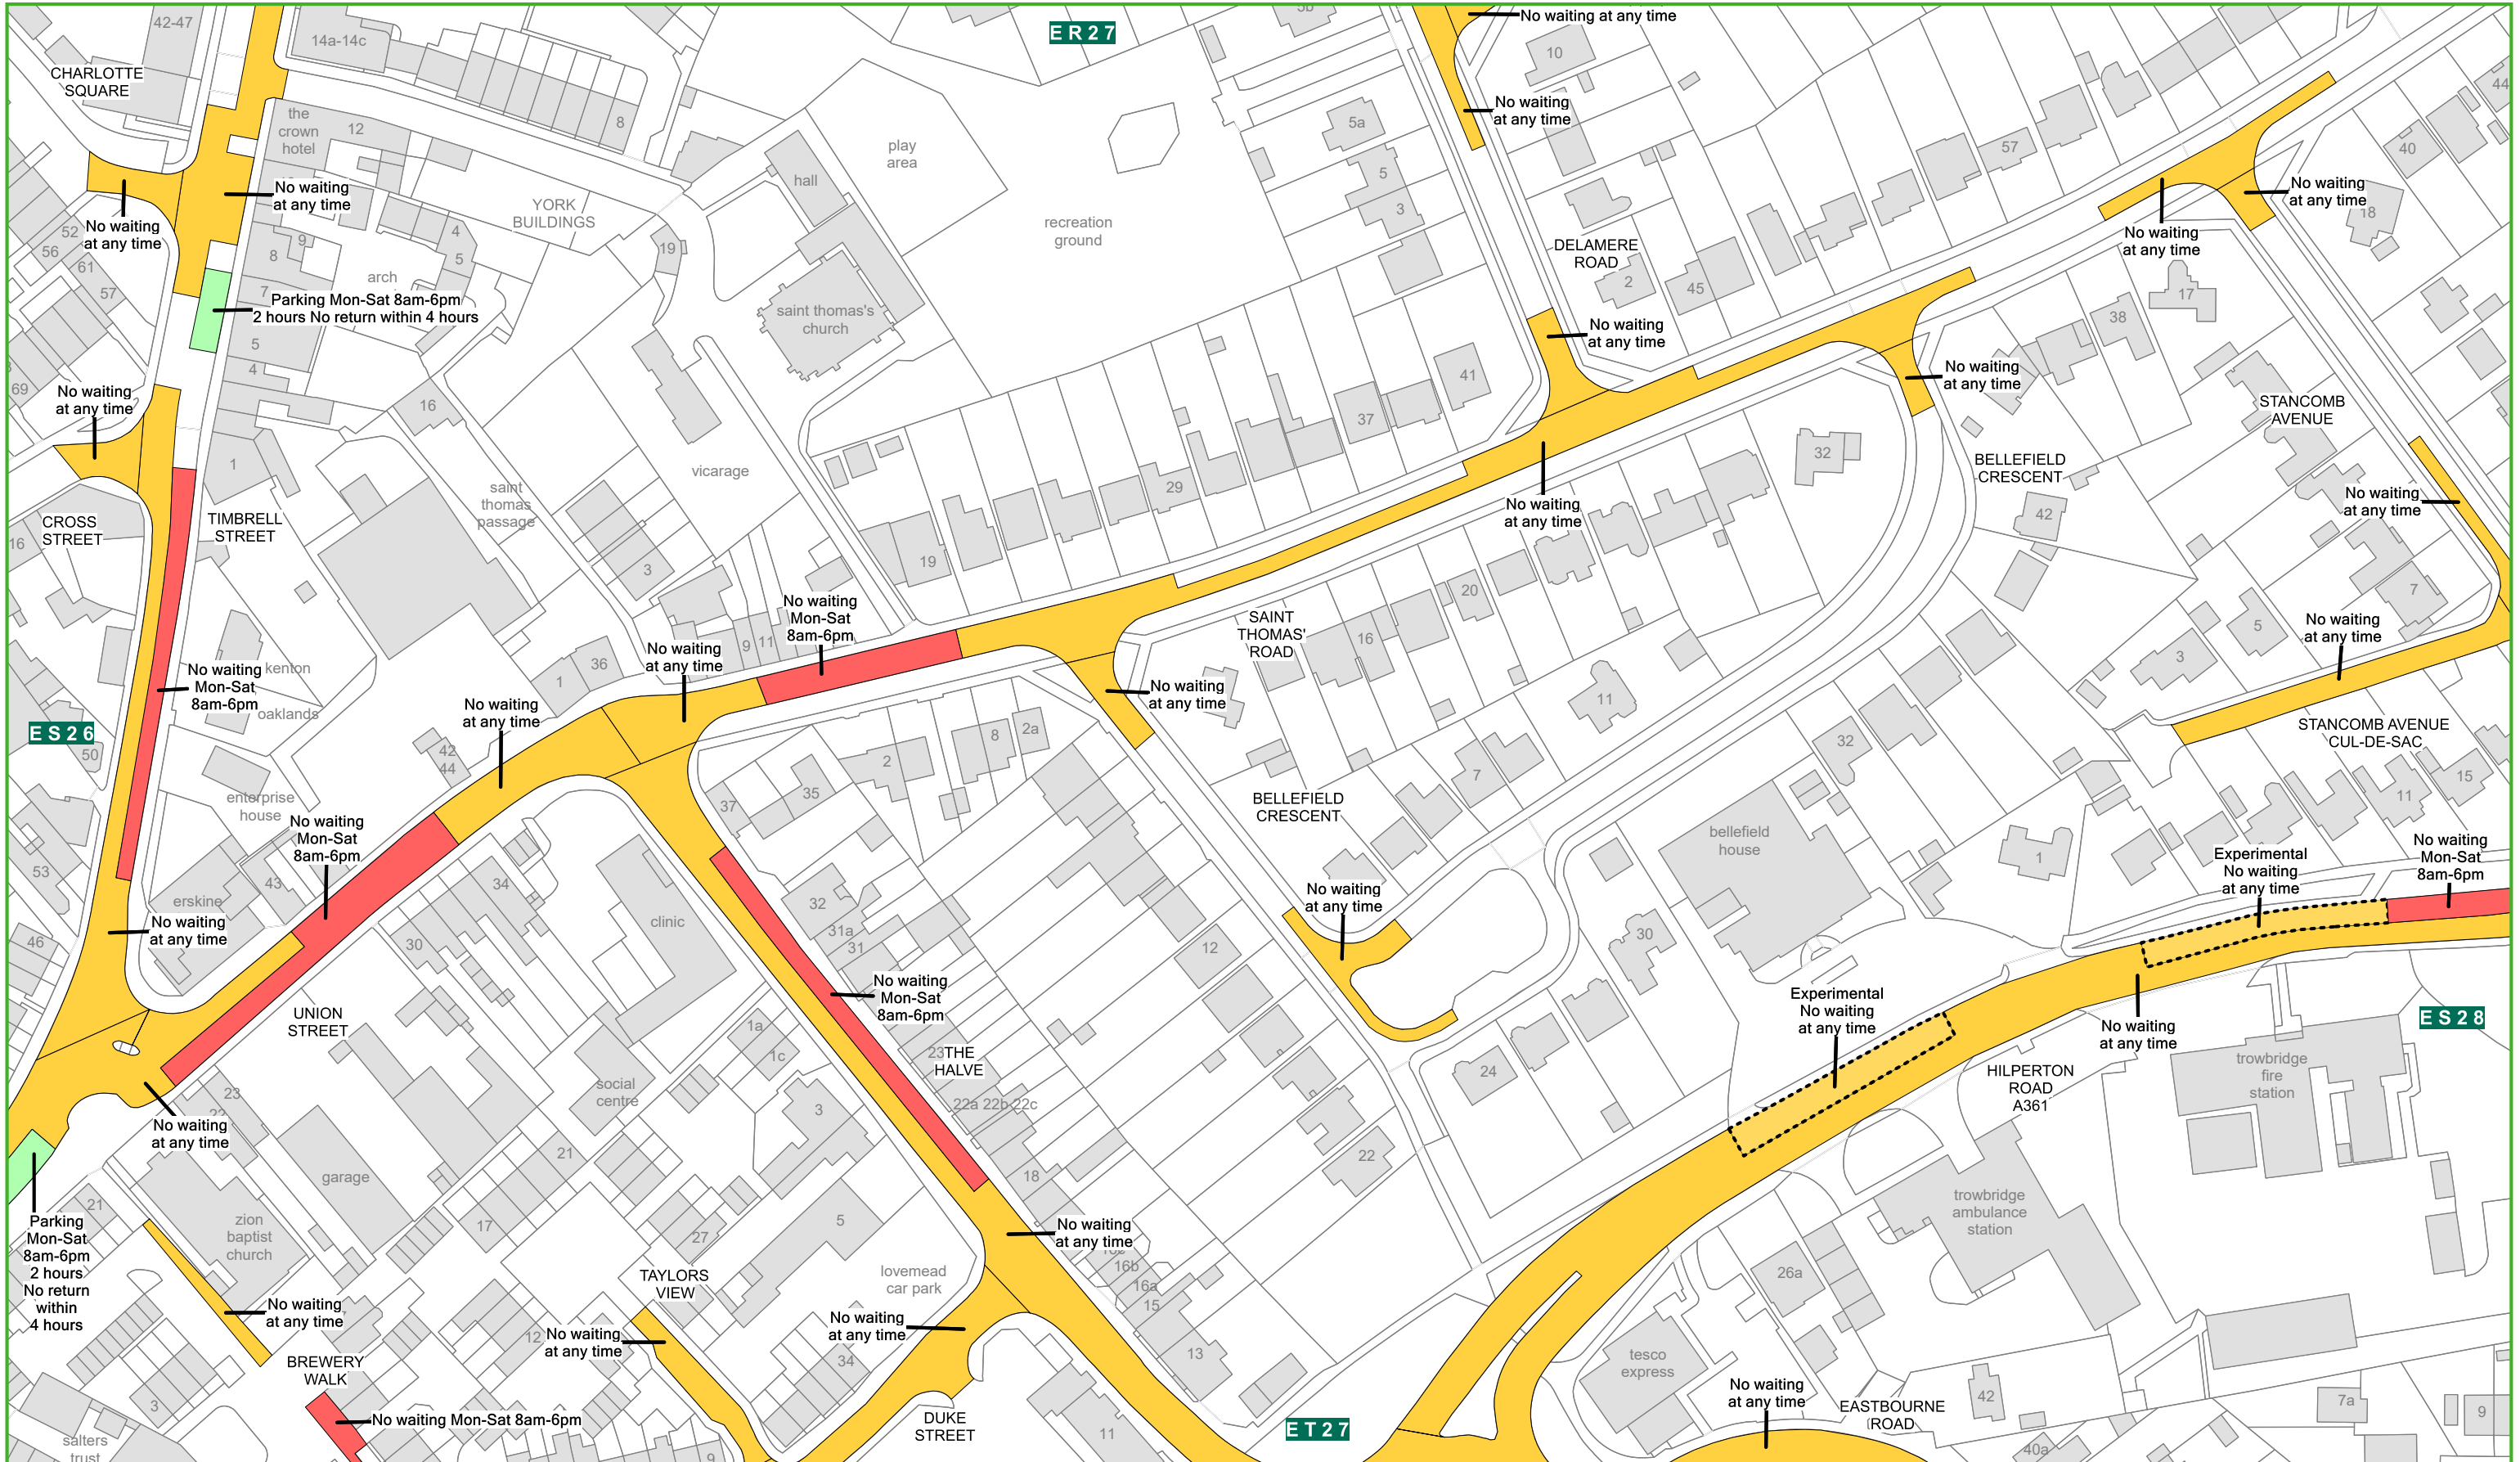 42-47
14a-14c
ER27
5b
No waiting at any time
10
CHARLOTTE
SQUARE
the
crown
hotel
12
8
hall
play
area
5a
5
3
No waiting
at any time
57
40
44
18
No waiting
at any time
No waiting
at any time
No waiting
at any time
52
56
61
57
No waiting
at any time
YORK
BUILDINGS
19
recreation
ground
DELAMERE
ROAD
2
45
No waiting
at any time
17
38
9
8
7
5
4
4
5
arch
Parking Mon-Sat 8am-6pm
2 hours No return within 4 hours
saint thomas's
church
No waiting
at any time
41
37
29
19
No waiting
at any time
69
No waiting
at any time
16
1
vicarage
saint
thomas
passage
32
BELLEFIELD
CRESCENT
42
STANCOMB
AVENUE
No waiting
at any time
CROSS
STREET
16
TIMBRELL
STREET
3
No waiting
at any time
20
16
SAINT
THOMAS'
ROAD
No waiting
Mon-Sat
8am-6pm
9
11
36
1
No waiting
at any time
7
5
3
No waiting
at any time
No waiting
Mon-Sat
8am-6pm
kenton
oaklands
ES26
50
No waiting
at any time
42
44
No waiting
at any time
11
7
2a
8
2
35
37
32
STANCOMB AVENUE
CUL-DE-SAC
15
11
1
enterprise
house
No waiting
Mon-Sat
8am-6pm
BELLEFIELD
CRESCENT
bellefield
house
53
43
erskine
34
30
clinic
32
31a
31
12
No waiting
at any time
30
Experimental
No waiting
at any time
No waiting
Mon-Sat
8am-6pm
46
No waiting
at any time
No waiting
Mon-Sat
8am-6pm
Experimental
No waiting
at any time
No waiting
at any time
ES28
UNION
STREET
1a
1c
23
THE
HALVE
22a 22b 22c
24
HILPERTON
ROAD
A361
trowbridge
fire
station
23
22
No waiting
at any time
social
centre
3
21
garage
18
22
trowbridge
ambulance
station
21
Parking
Mon-Sat
8am-6pm
2 hours
No return
within
4 hours
zion
baptist
church
17
27
5
No waiting
at any time
16b
16a
15
13
26a
TAYLORS
VIEW
lovemead
car park
No waiting
at any time
12
No waiting
at any time
No waiting
at any time
34
BREWERY
WALK
3
No waiting Mon-Sat 8am-6pm
salters
trust
9
DUKE
STREET
11
ET27
tesco
express
No waiting
at any time
EASTBOURNE
ROAD
42
40a
7a
9